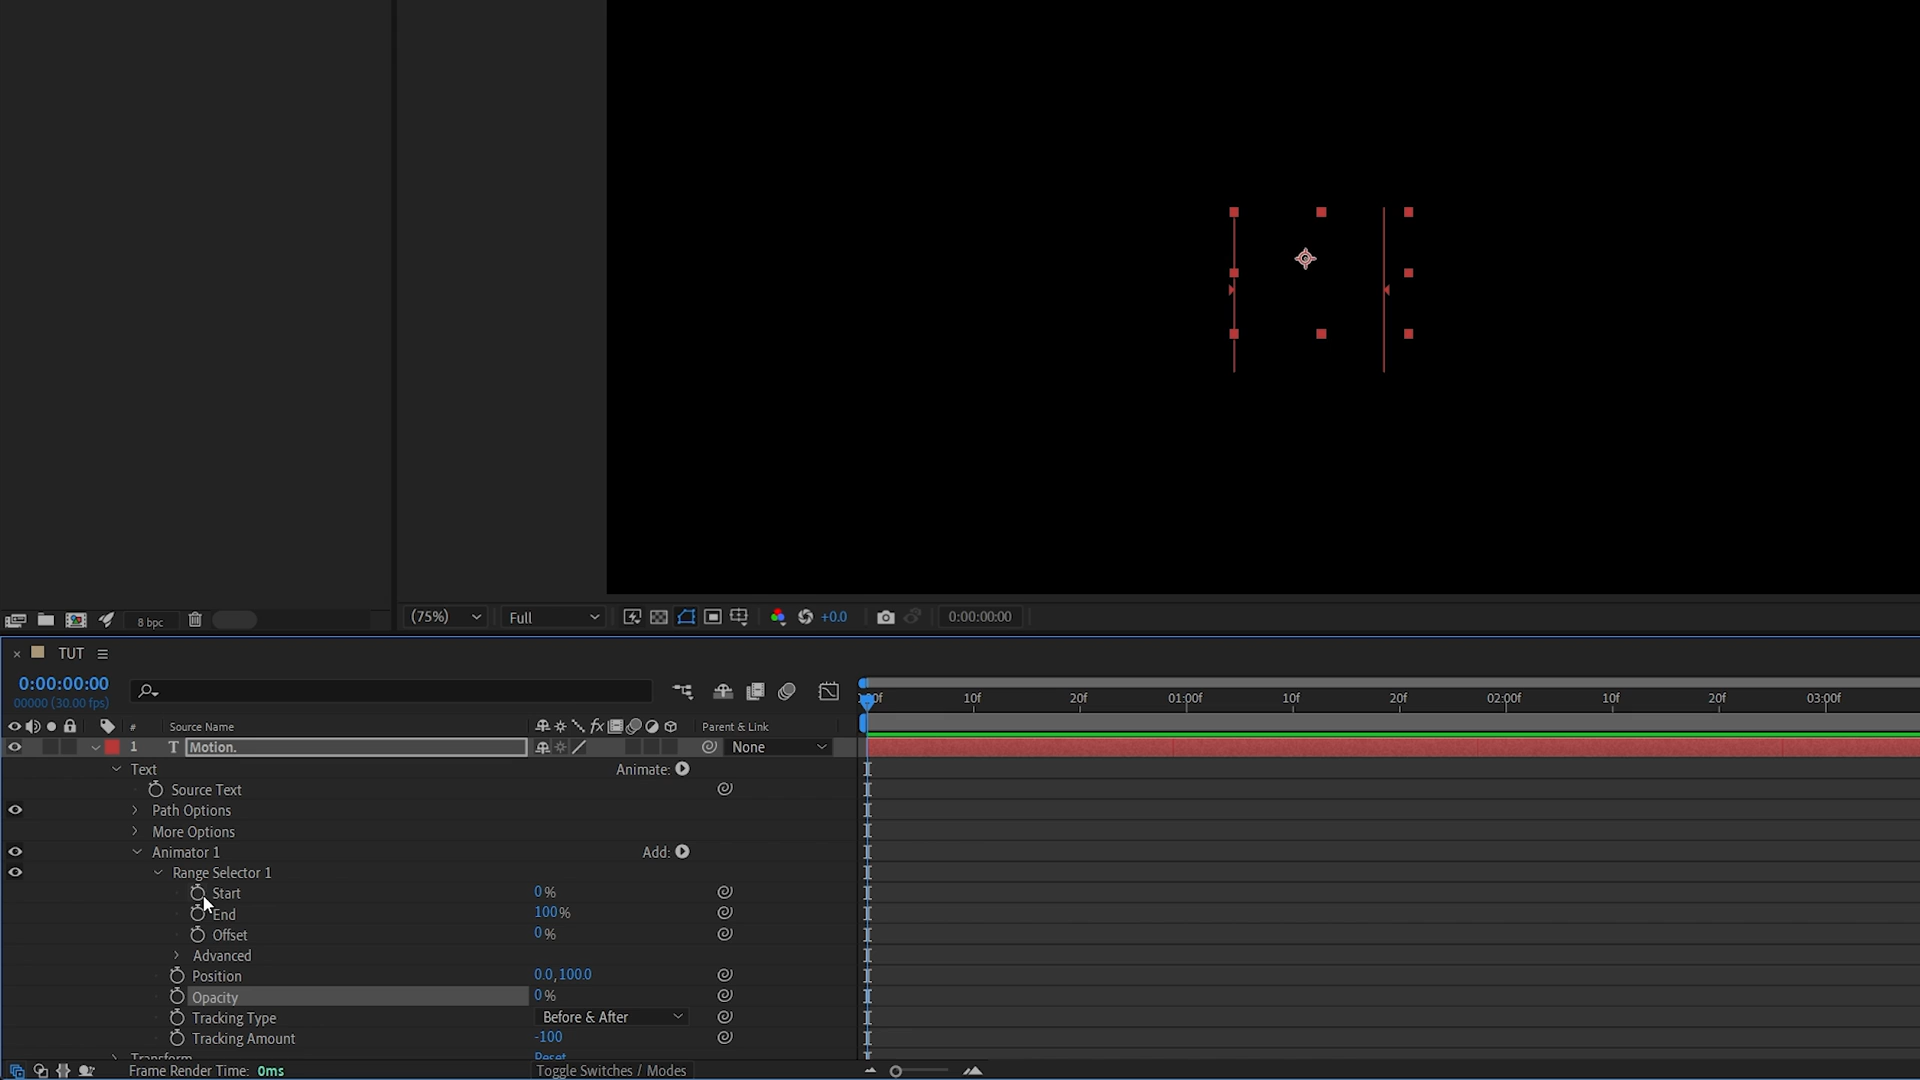 8 bpc
(75%)
Full
+0.0
0:00:00:00
× TUT
0:00:00:00
00000 (30.00 fps)
10f 20f 01:00f 10f 20f 02:00f 10f 20f 03:00f
# Source Name
fx
Parent & Link
1 T Motion.
None
Text
Animate:
Source Text
Path Options
More Options
Animator 1
Add:
Range Selector 1
Start
0%
End
100%
Offset
0%
Advanced
Position
0.0,100.0
Opacity
0%
Tracking Type
Before & After
Tracking Amount
-100
Transform
Reset
Frame Render Time: 0ms
Toggle Switches / Modes